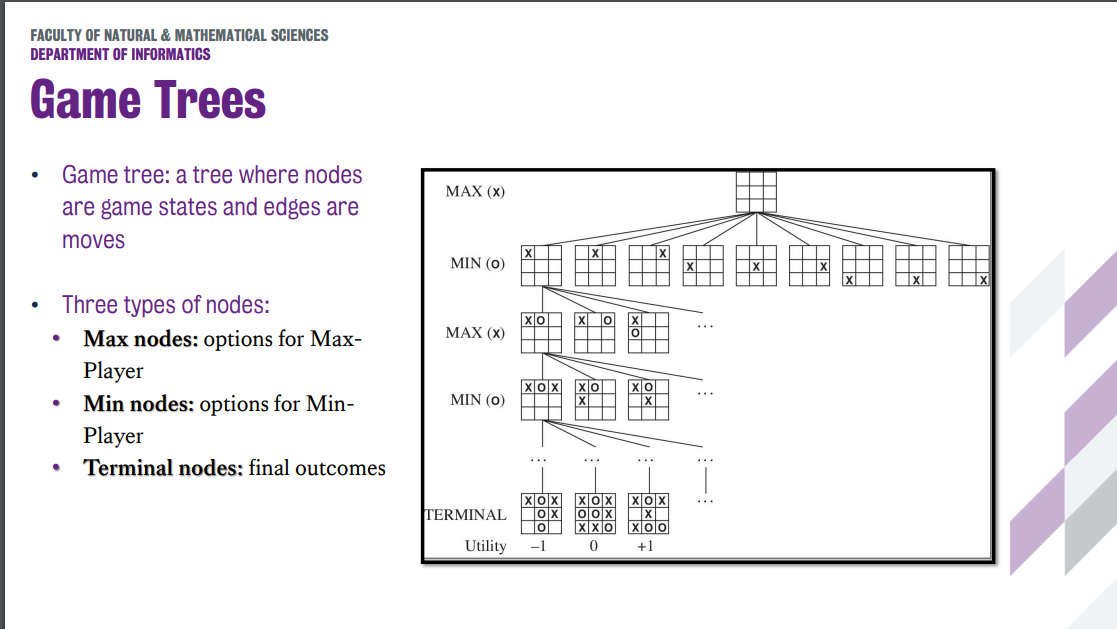 FACULTY OF NATURAL & MATHEMATICAL SCIENCES
DEPARTMENT OF INFORMATICS
Game Trees
• Game tree: a tree where nodes
are game states and edges are
moves
• Three types of nodes:
• Max nodes: options for Max-
Player
• Min nodes: options for Min-
Player
• Terminal nodes: final outcomes
MAX (x)
MIN (o)
X X X X X X X X X
MAX (x)
X O X O X ...
O
MIN (o)
X O X X O X O ...
X X
... ... ... ...
TERMINAL
X O X X O X X O X ...
O X O O X X
O X X O X O O
Utility –1 0 +1